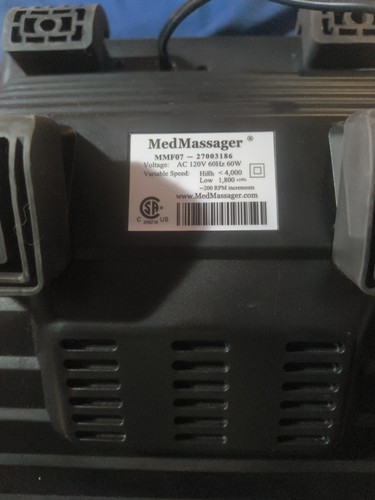 MedMassager ®
MMF07 — 27003186
Voltage: AC 120V 60Hz 60W
Variable Speed: High < 4,000
Low 1,800
~200 RPM increments
www.MedMassager.com
C US